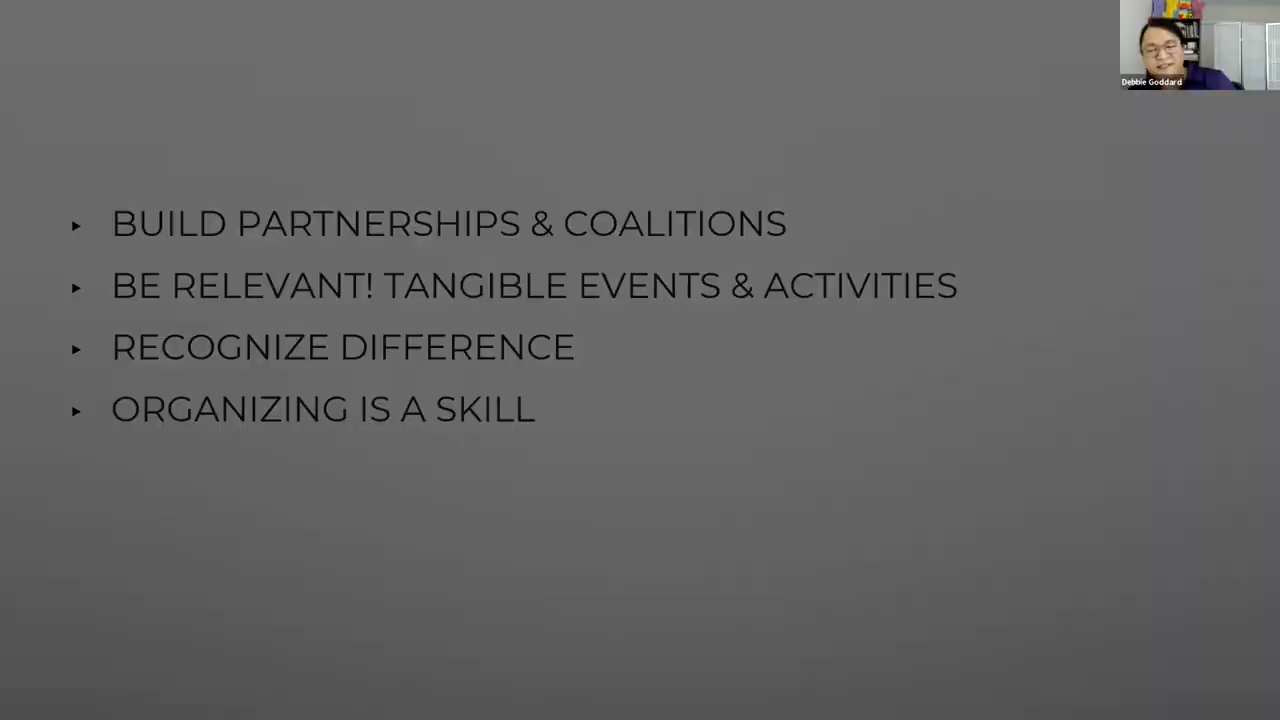 Debbie Goddard
▸ BUILD PARTNERSHIPS & COALITIONS
▸ BE RELEVANT! TANGIBLE EVENTS & ACTIVITIES
▸ RECOGNIZE DIFFERENCE
▸ ORGANIZING IS A SKILL